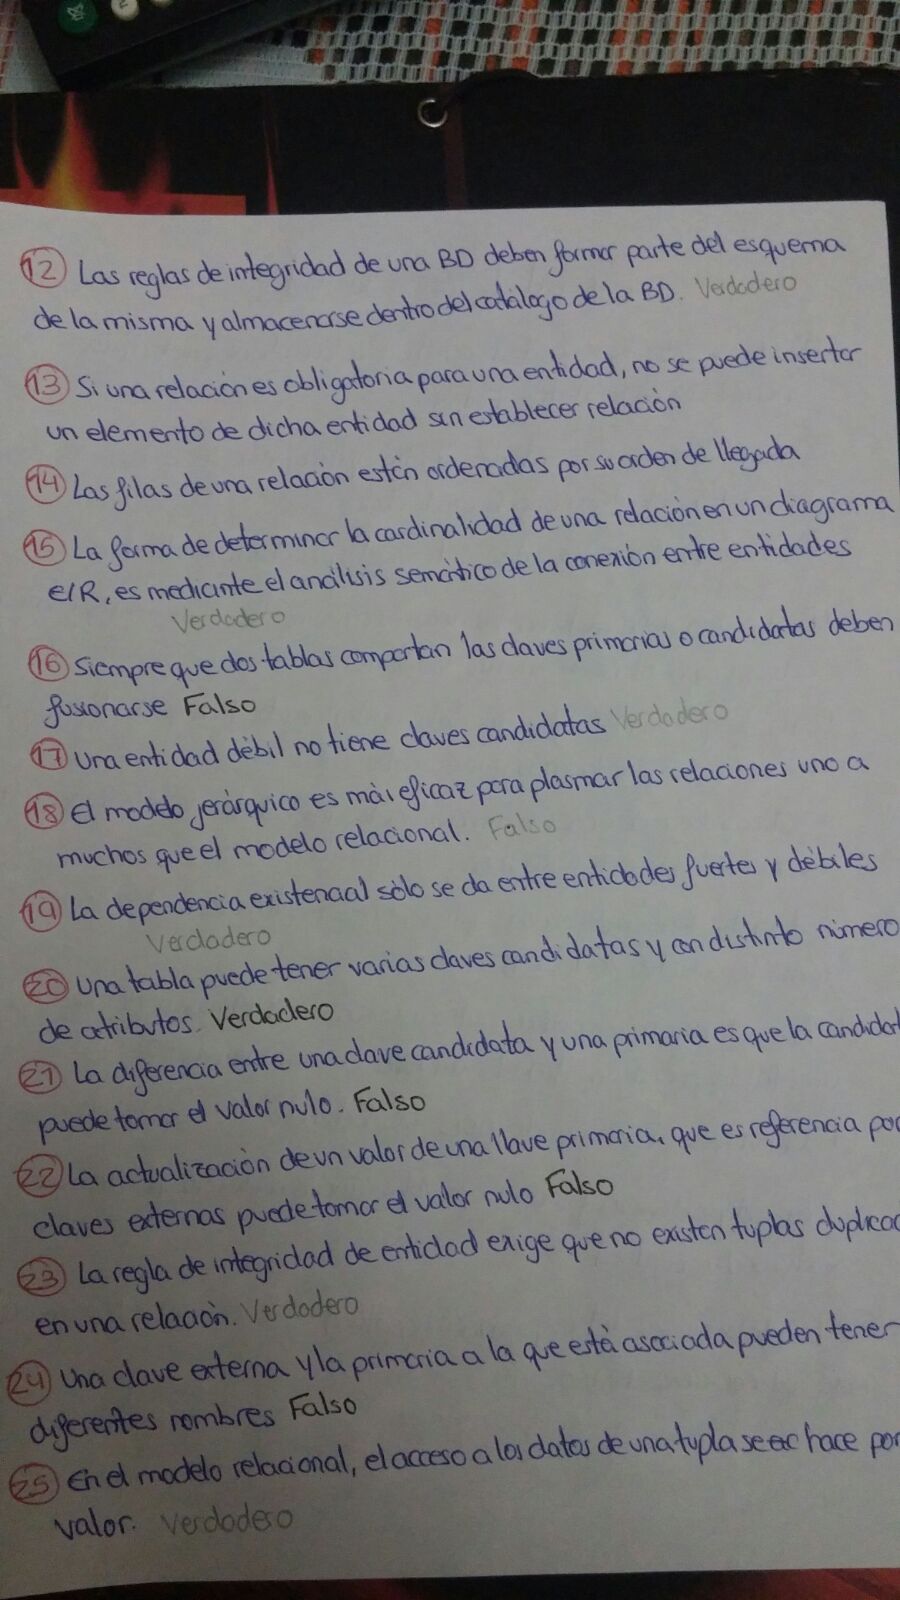 12 Las reglas de integridad de una BD deben formar parte del esquema
de la misma y almacenarse dentro del catálogo de la BD. Verdadero
13 Si una relación es obligatoria para una entidad, no se puede insertar
un elemento de dicha entidad sin establecer relación
14 Las filas de una relación están ordenadas por su orden de llegada
15 La forma de determinar la cardinalidad de una relación en un diagrama
E/R, es mediante el análisis semántico de la conexión entre entidades
Verdadero
16 Siempre que dos tablas compartan las claves primarias o candidatas deben
fusionarse Falso
17 Una entidad débil no tiene claves candidatas Verdadero
18 El modelo jerárquico es más eficaz para plasmar las relaciones uno a
muchos que el modelo relacional. Falso
19 La dependencia existencial sólo se da entre entidades fuertes y débiles
Verdadero
20 Una tabla puede tener varias claves candidatas y con distinto número
de atributos. Verdadero
21 La diferencia entre una clave candidata y una primaria es que la candidat
puede tomar el valor nulo. Falso
22 La actualización de un valor de una llave primaria, que es referencia por
claves externas puede tomar el valor nulo Falso
23 La regla de integridad de entidad exige que no existan tuplas duplicad
en una relación. Verdadero
24 Una clave externa y la primaria a la que está asociada pueden tener
diferentes nombres Falso
25 En el modelo relacional, el acceso a los datos de una tupla se hace por
valor. Verdadero